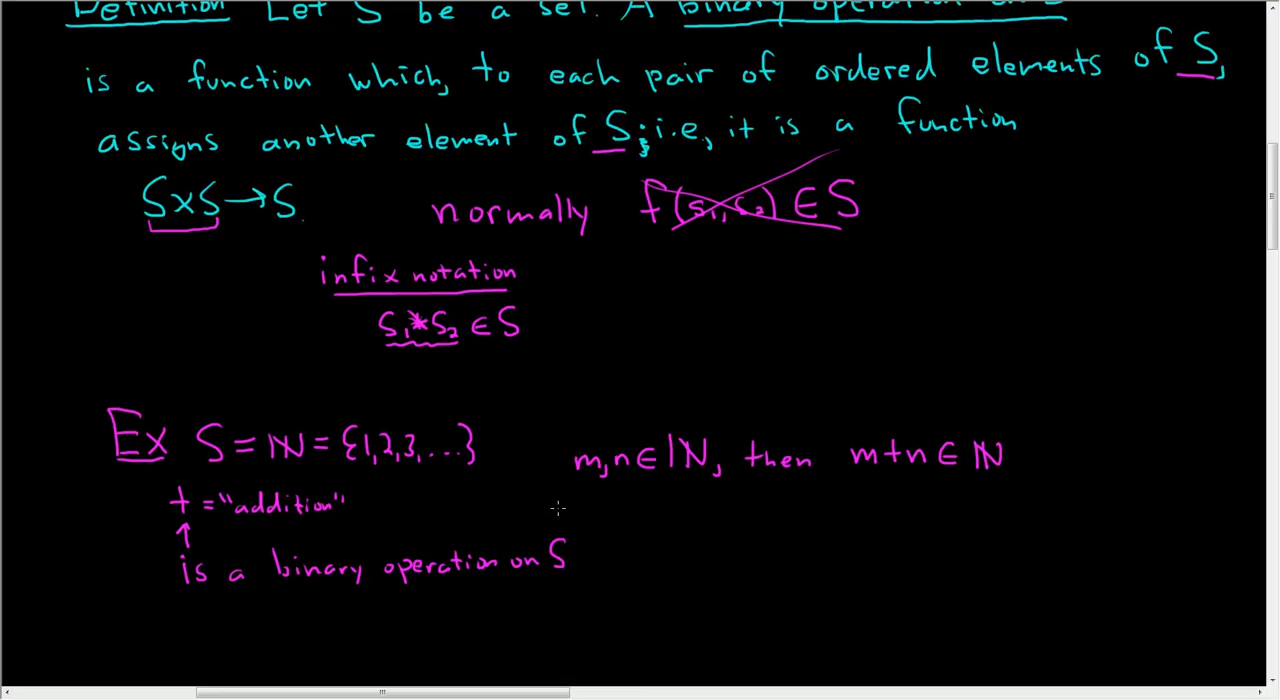 Definition Let S be a set. A binary operation on S
is a function which, to each pair of ordered elements of S,
assigns another element of S; i.e, it is a function
S×S→S. normally f(s₁,s₂) ∈ S
infix notation
s₁*s₂ ∈ S
Ex S = ℕ = {1,2,3,...} m,n ∈ ℕ, then m+n ∈ ℕ
+ = "addition"
↑
is a binary operation on S